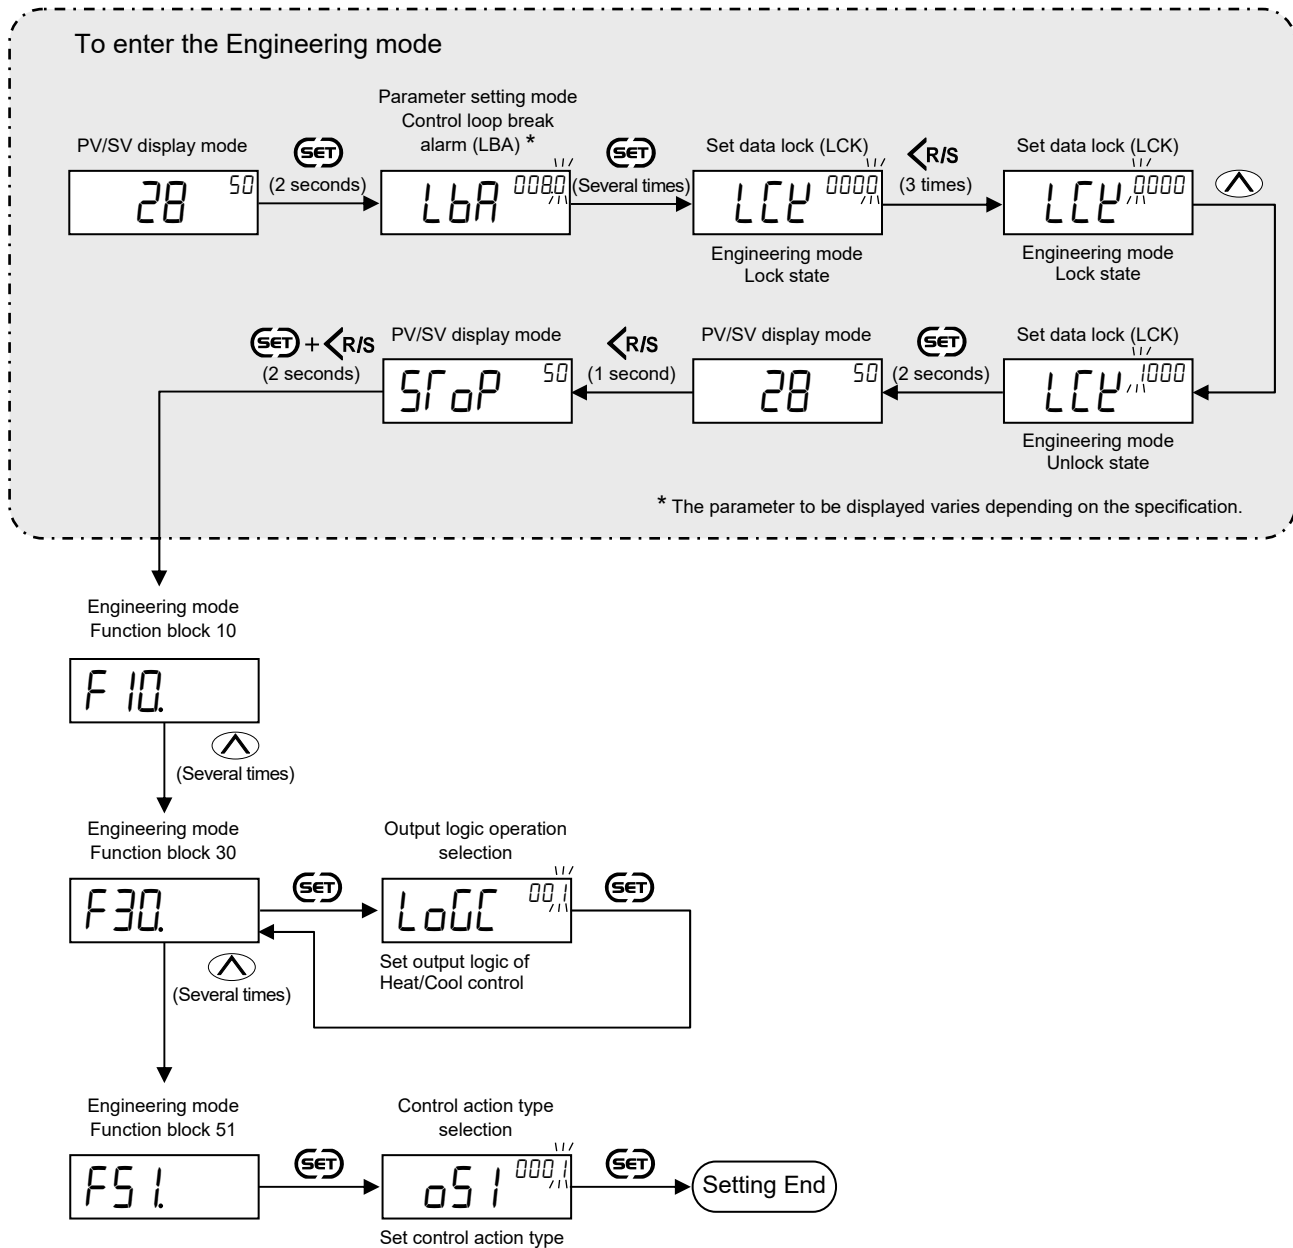 To enter the Engineering mode
Parameter setting mode
Control loop break
alarm (LBA) *
PV/SV display mode
SET
(2 seconds)
28 50
LbA 0080
SET
(Several times)
Set data lock (LCK)
LCK 0000
Engineering mode
Lock state
<R/S
(3 times)
Set data lock (LCK)
LCK 0000
Engineering mode
Lock state
SET + <R/S
(2 seconds)
PV/SV display mode
SToP 50
<R/S
(1 second)
PV/SV display mode
28 50
SET
(2 seconds)
Set data lock (LCK)
LCK 1000
Engineering mode
Unlock state
* The parameter to be displayed varies depending on the specification.
Engineering mode
Function block 10
F10.
(Several times)
Engineering mode
Function block 30
F30.
SET
Output logic operation
selection
LoGC 001
Set output logic of
Heat/Cool control
SET
(Several times)
Engineering mode
Function block 51
F51.
SET
Control action type
selection
oS1 0001
Set control action type
SET
Setting End